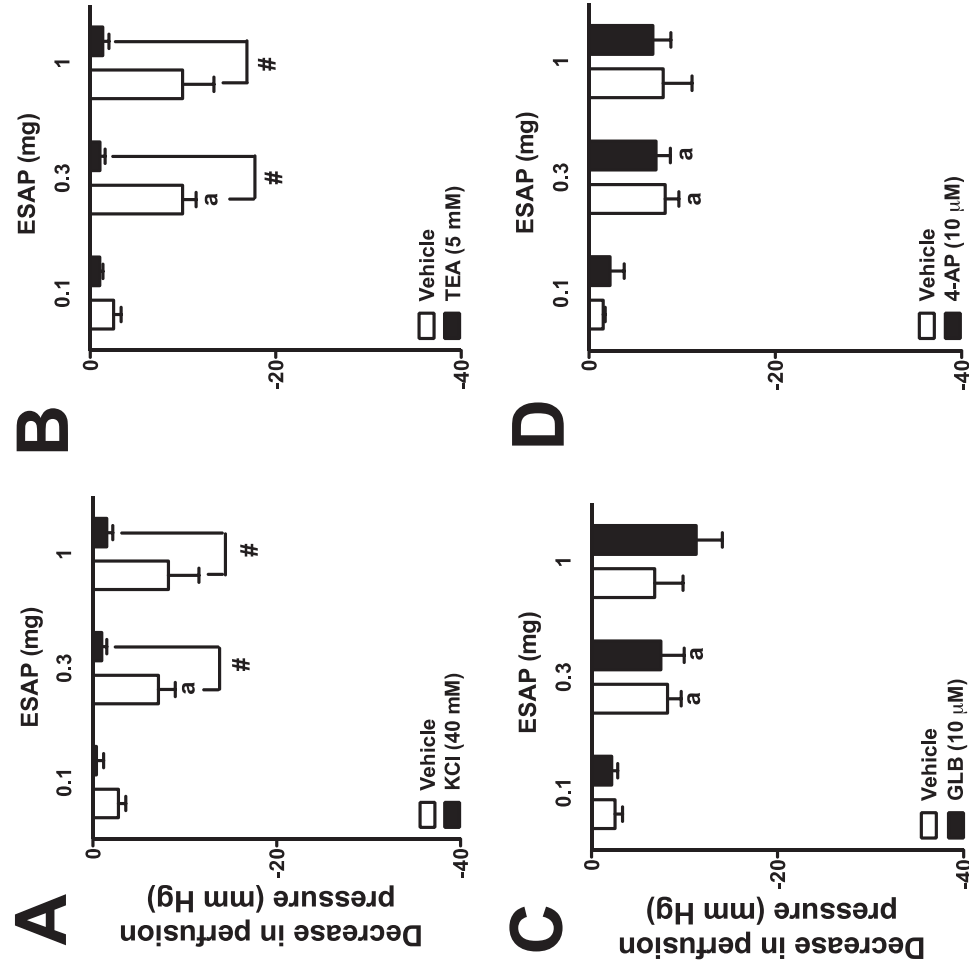 A
ESAP (mg)
0.1 0.3 1
0
-20
-40
Decrease in perfusion
pressure (mm Hg)
a
#
#
Vehicle
KCl (40 mM)
B
ESAP (mg)
0.1 0.3 1
0
-20
-40
a
#
#
Vehicle
TEA (5 mM)
C
ESAP (mg)
0.1 0.3 1
0
-20
-40
Decrease in perfusion
pressure (mm Hg)
a a
Vehicle
GLB (10 µM)
D
ESAP (mg)
0.1 0.3 1
0
-20
-40
a a
Vehicle
4-AP (10 µM)